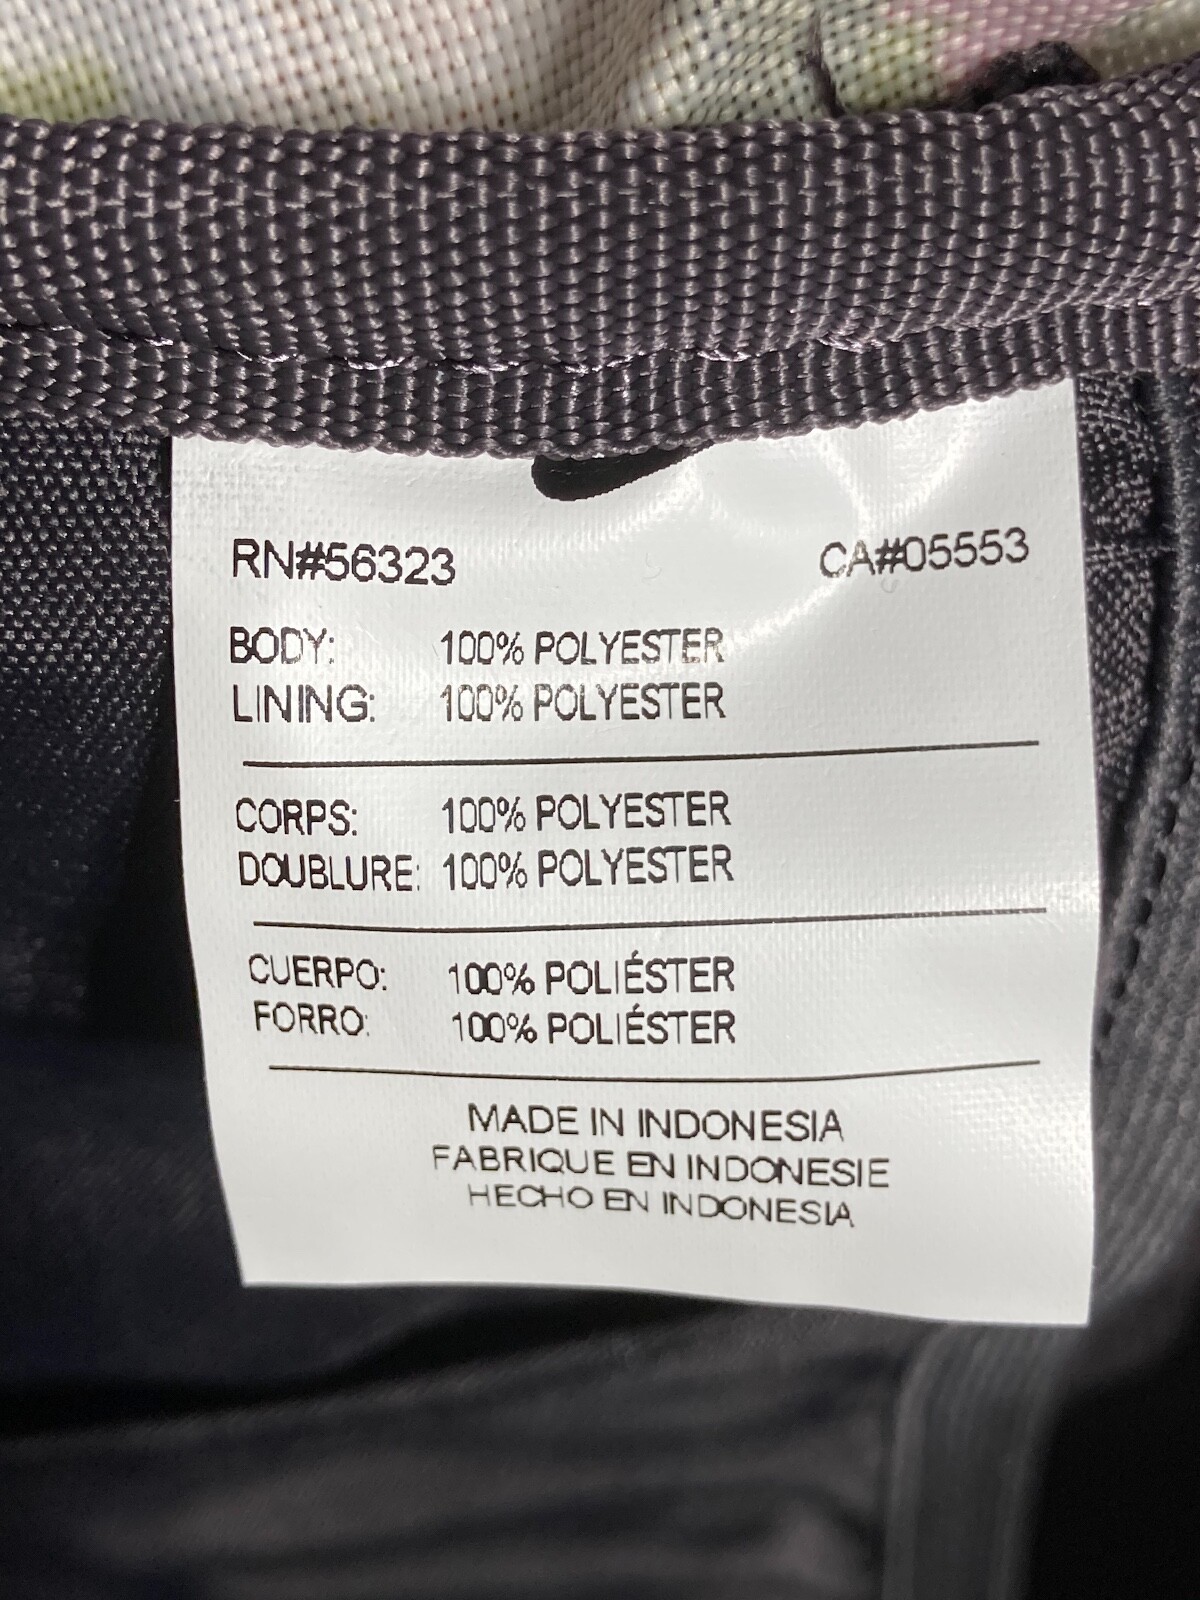 RN#56323 CA#05553
BODY: 100% POLYESTER
LINING: 100% POLYESTER
CORPS: 100% POLYESTER
DOUBLURE: 100% POLYESTER
CUERPO: 100% POLIÉSTER
FORRO: 100% POLIÉSTER
MADE IN INDONESIA
FABRIQUE EN INDONESIE
HECHO EN INDONESIA